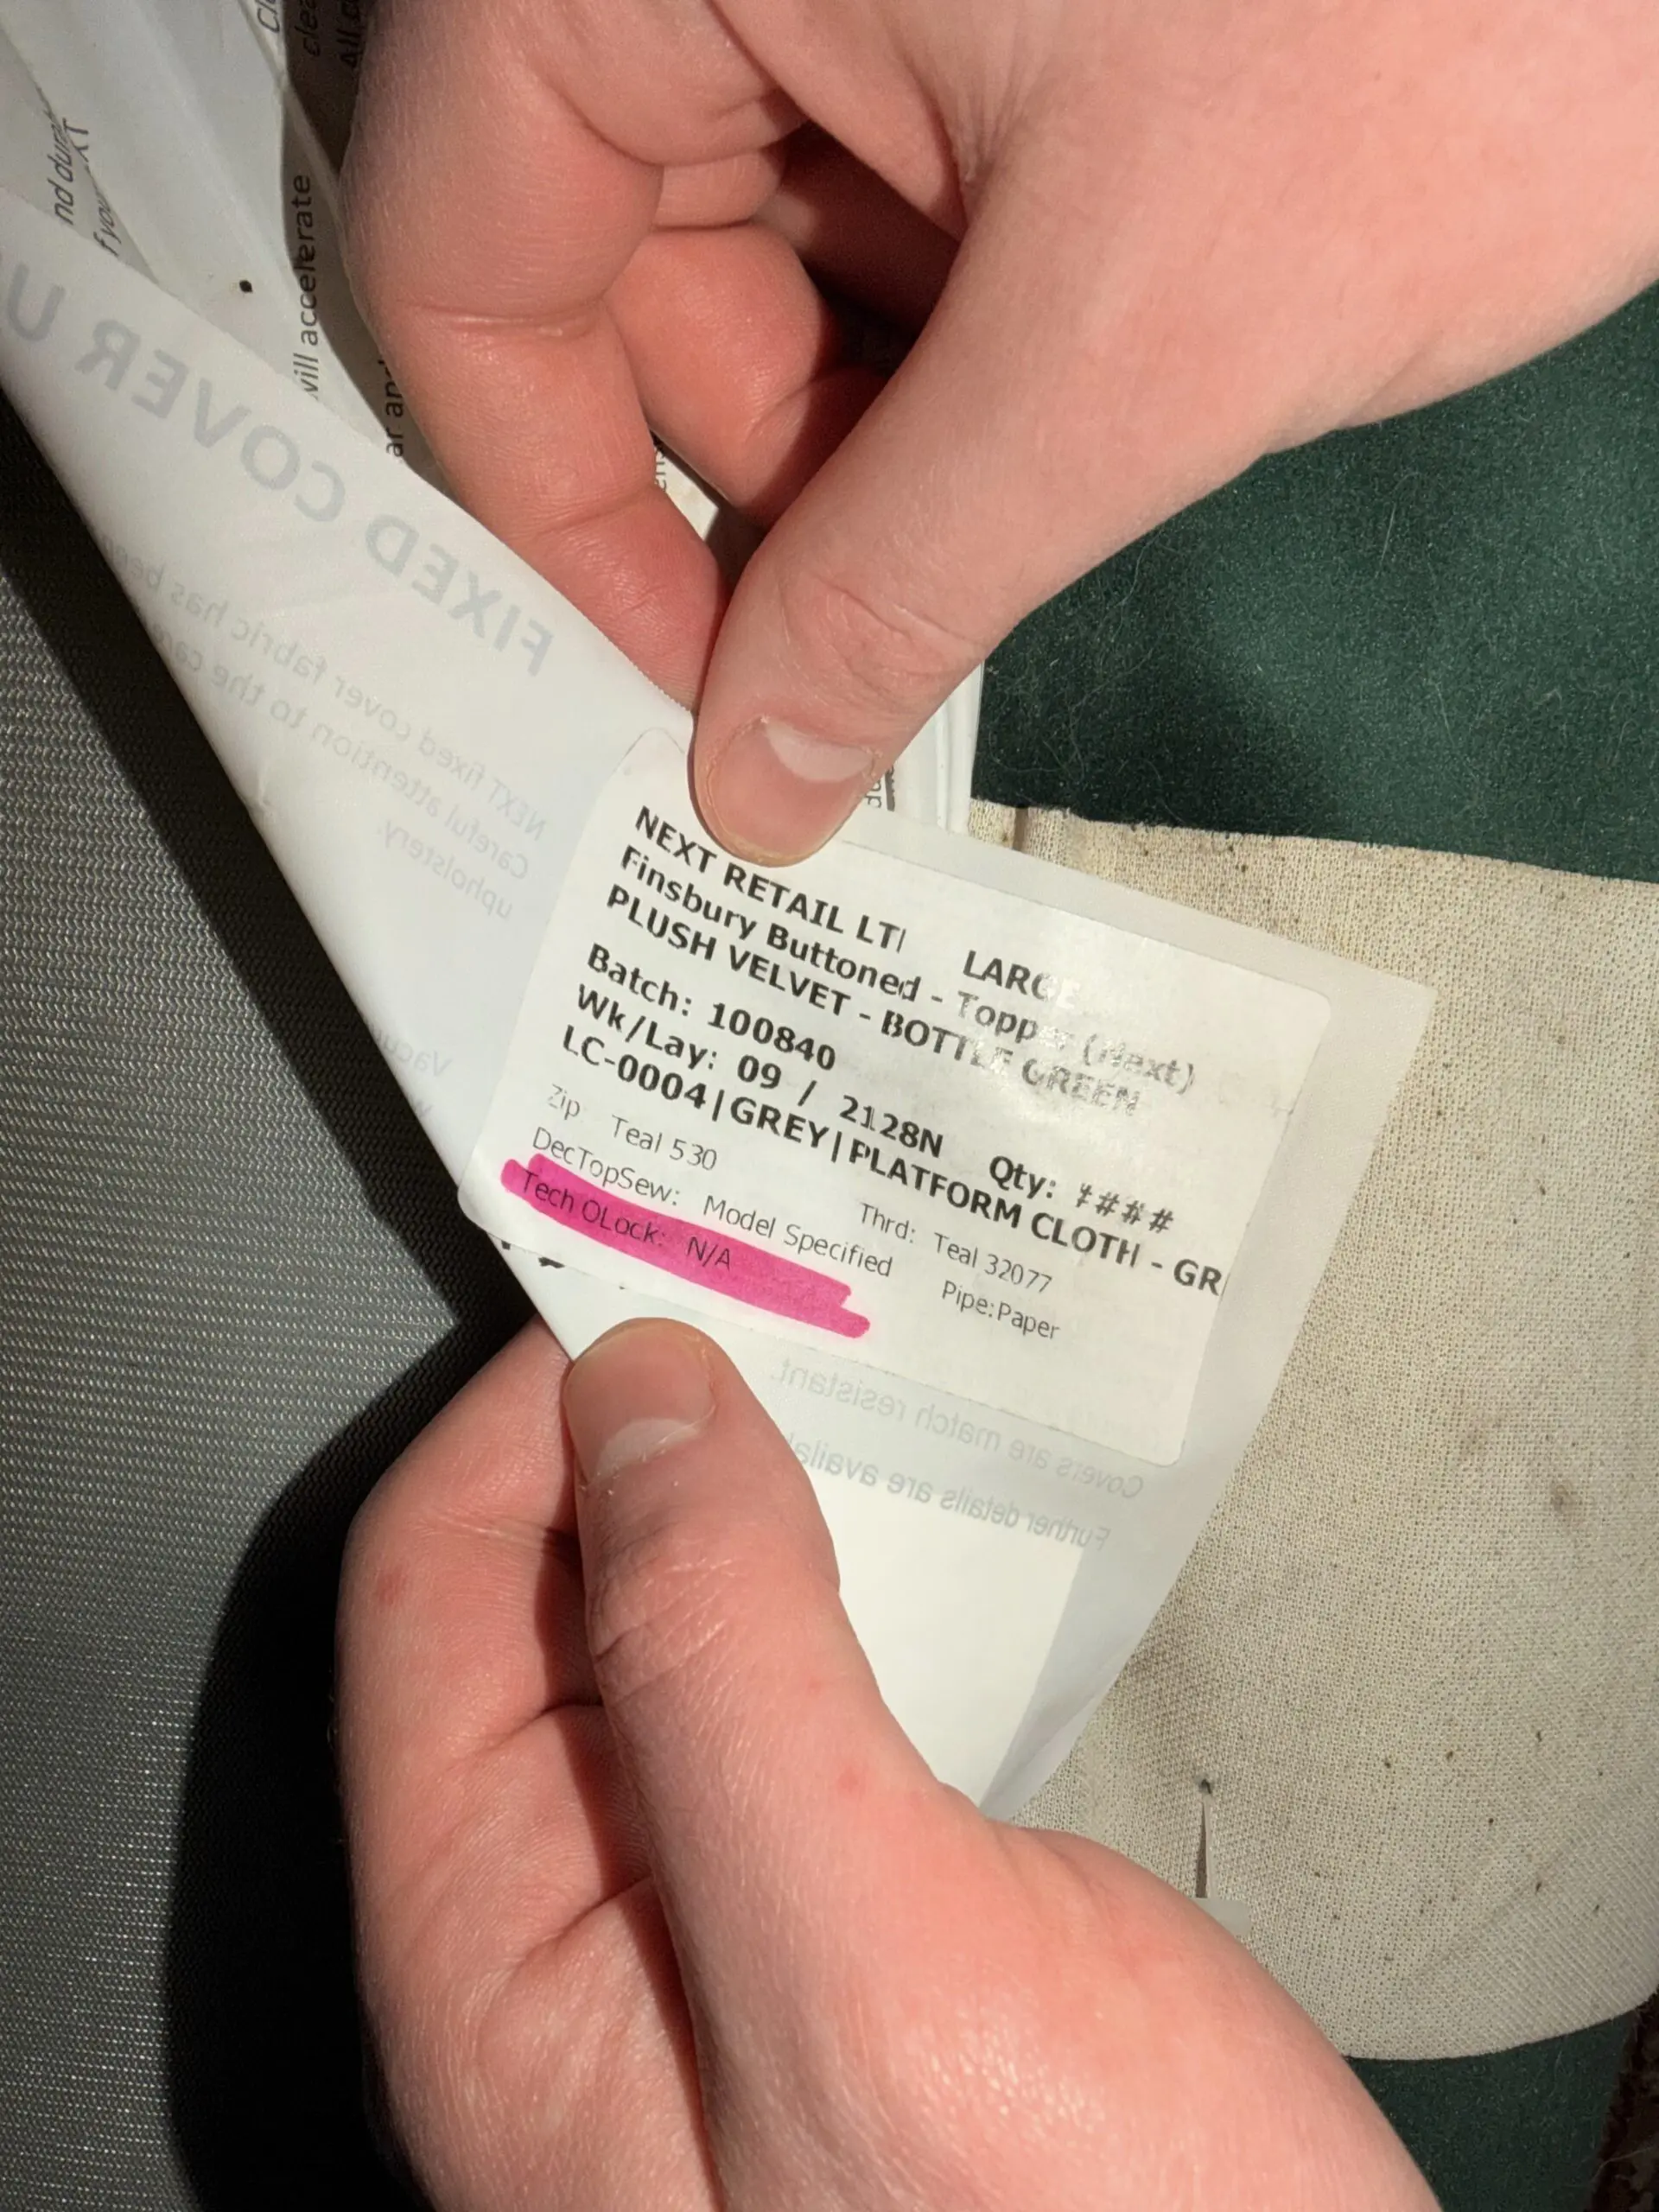 will accelerate
FIXED COVER U
NEXT fixed cover fabric has been
Careful attention to the care
upholstery.
NEXT RETAIL LT LARGE
Finsbury Buttoned - Topper (Next)
PLUSH VELVET - BOTTLE GREEN
Batch: 100840
Wk/Lay: 09 / 2128N Qty: ####
LC-0004|GREY|PLATFORM CLOTH - GR
Zip Teal 530 Thrd: Teal 32077
DecTopSew: Model Specified Pipe:Paper
Tech OLock: N/A
Covers are match resistant.
Further details are availab